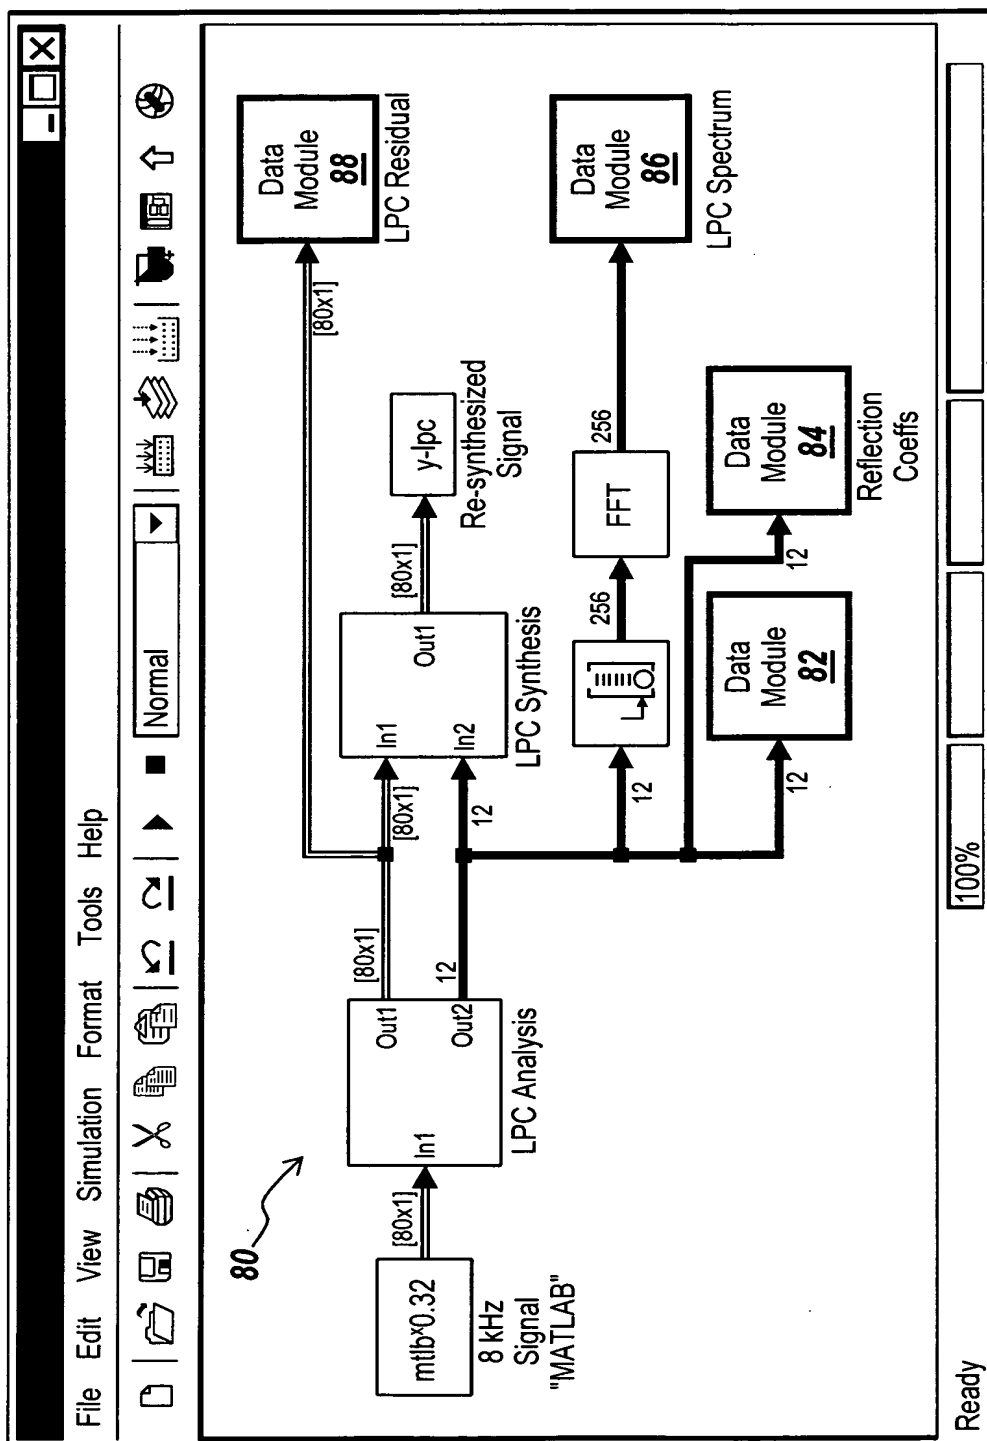 File Edit View Simulation Format Tools Help
Normal
80
mtlb*0.32
8 kHz
Signal
"MATLAB"
[80x1]
In1
Out1
Out2
LPC Analysis
[80x1]
12
[80x1]
12
In1
In2
Out1
LPC Synthesis
[80x1]
y-lpc
Re-synthesized
Signal
[80x1]
Data
Module
88
LPC Residual
12
256
FFT
256
Data
Module
86
LPC Spectrum
12
Data
Module
82
12
Data
Module
84
Reflection
Coeffs
Ready
100%